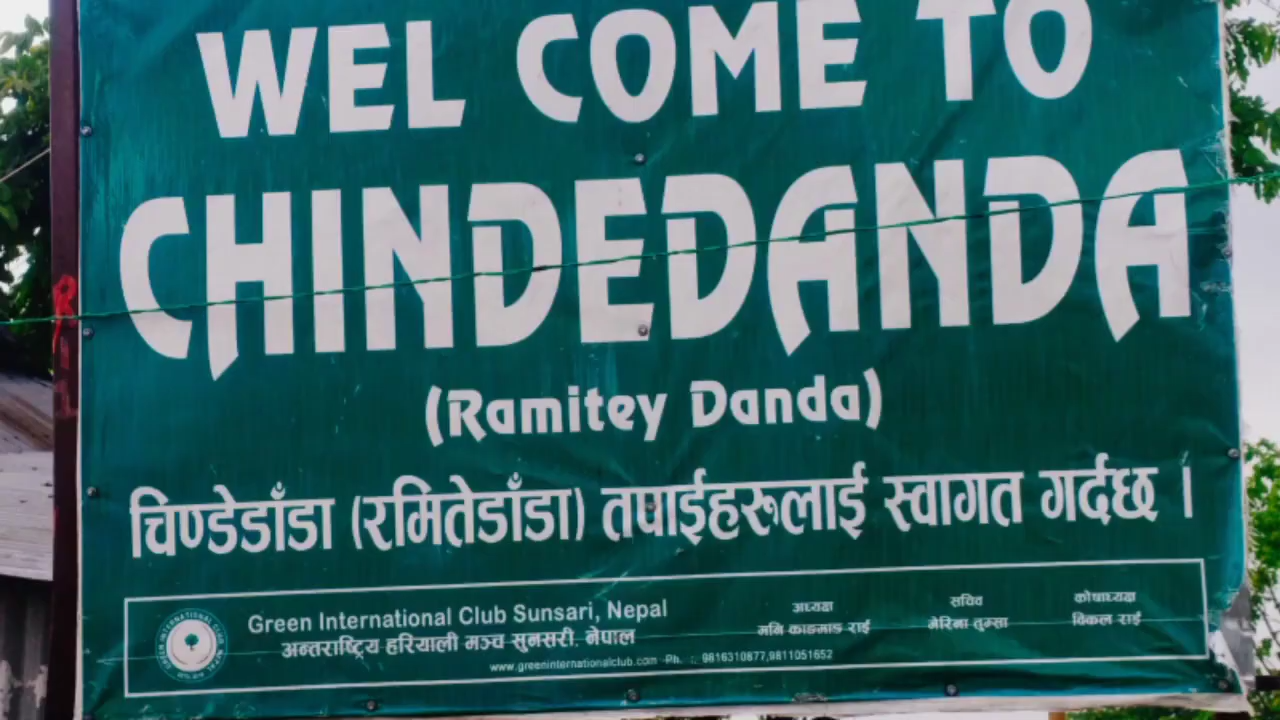 WEL COME TO
CHINDEDANDA
(Ramitey Danda)
चिण्डेडाँडा (रमितेडाँडा) तपाईहरूलाई स्वागत गर्दछ ।
Green International Club Sunsari, Nepal
अन्तराष्ट्रिय हरियाली मञ्च सुनसरी, नेपाल
www.greeninternationalclub.com Ph. : 9816310877,9811051652
अध्यक्ष
मनि काङमाङ राई
सचिव
मेरिना तुम्सा
कोषाध्यक्ष
विकल राई